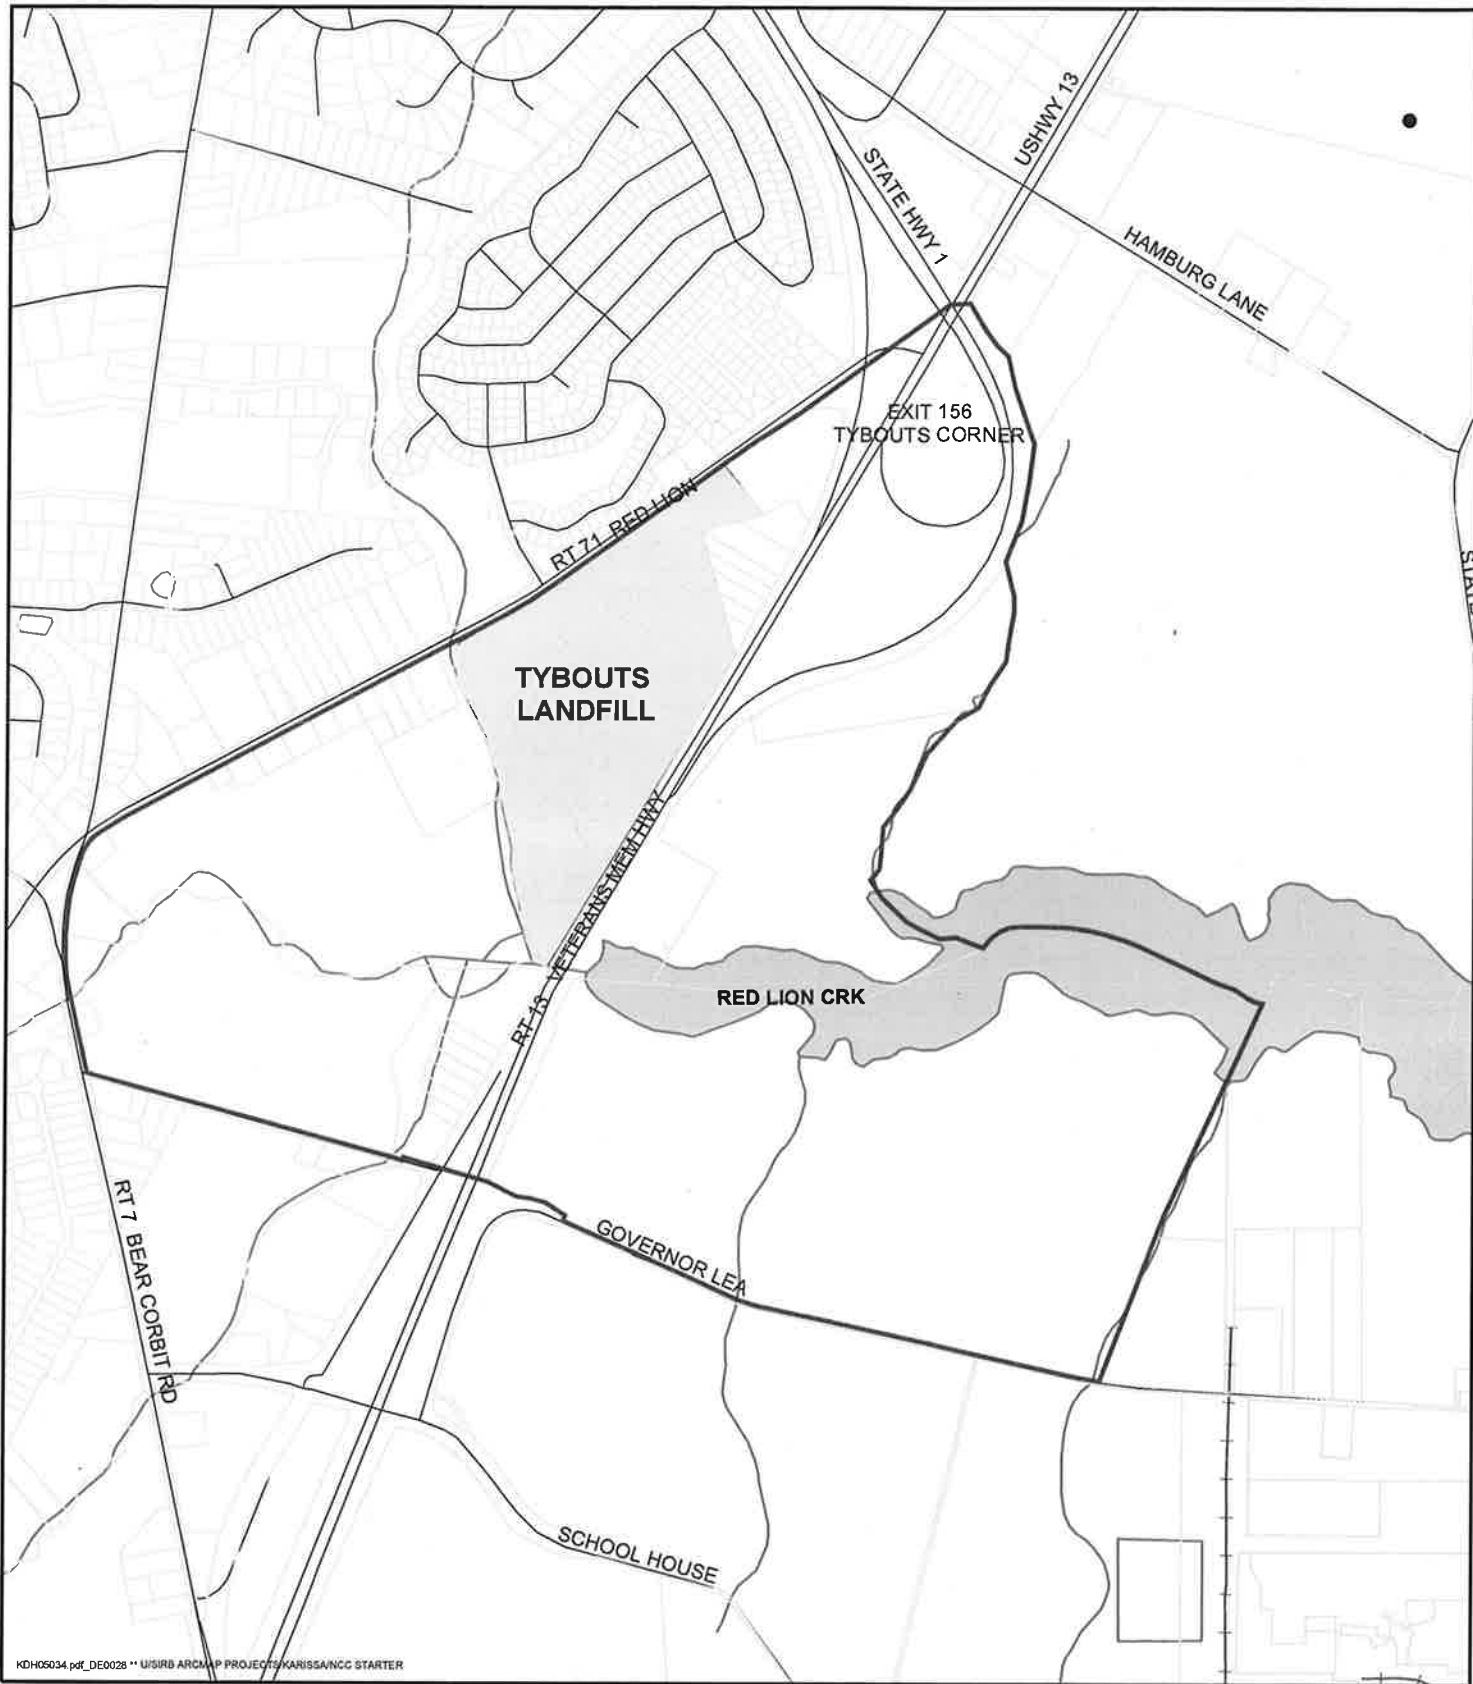 USHWY 13
STATE HWY 1
HAMBURG LANE
EXIT 156
TYBOUTS CORNER
RT 71 RED LION
TYBOUTS
LANDFILL
RT 13 VETERANS MEM HWY
RED LION CRK
RT 7 BEAR CORBIT RD
GOVERNOR LEA
SCHOOL HOUSE
KDH05034.pdf_DE0028 ** U/SIRB ARCMAP PROJECTS/KARISSA/NCC STARTER